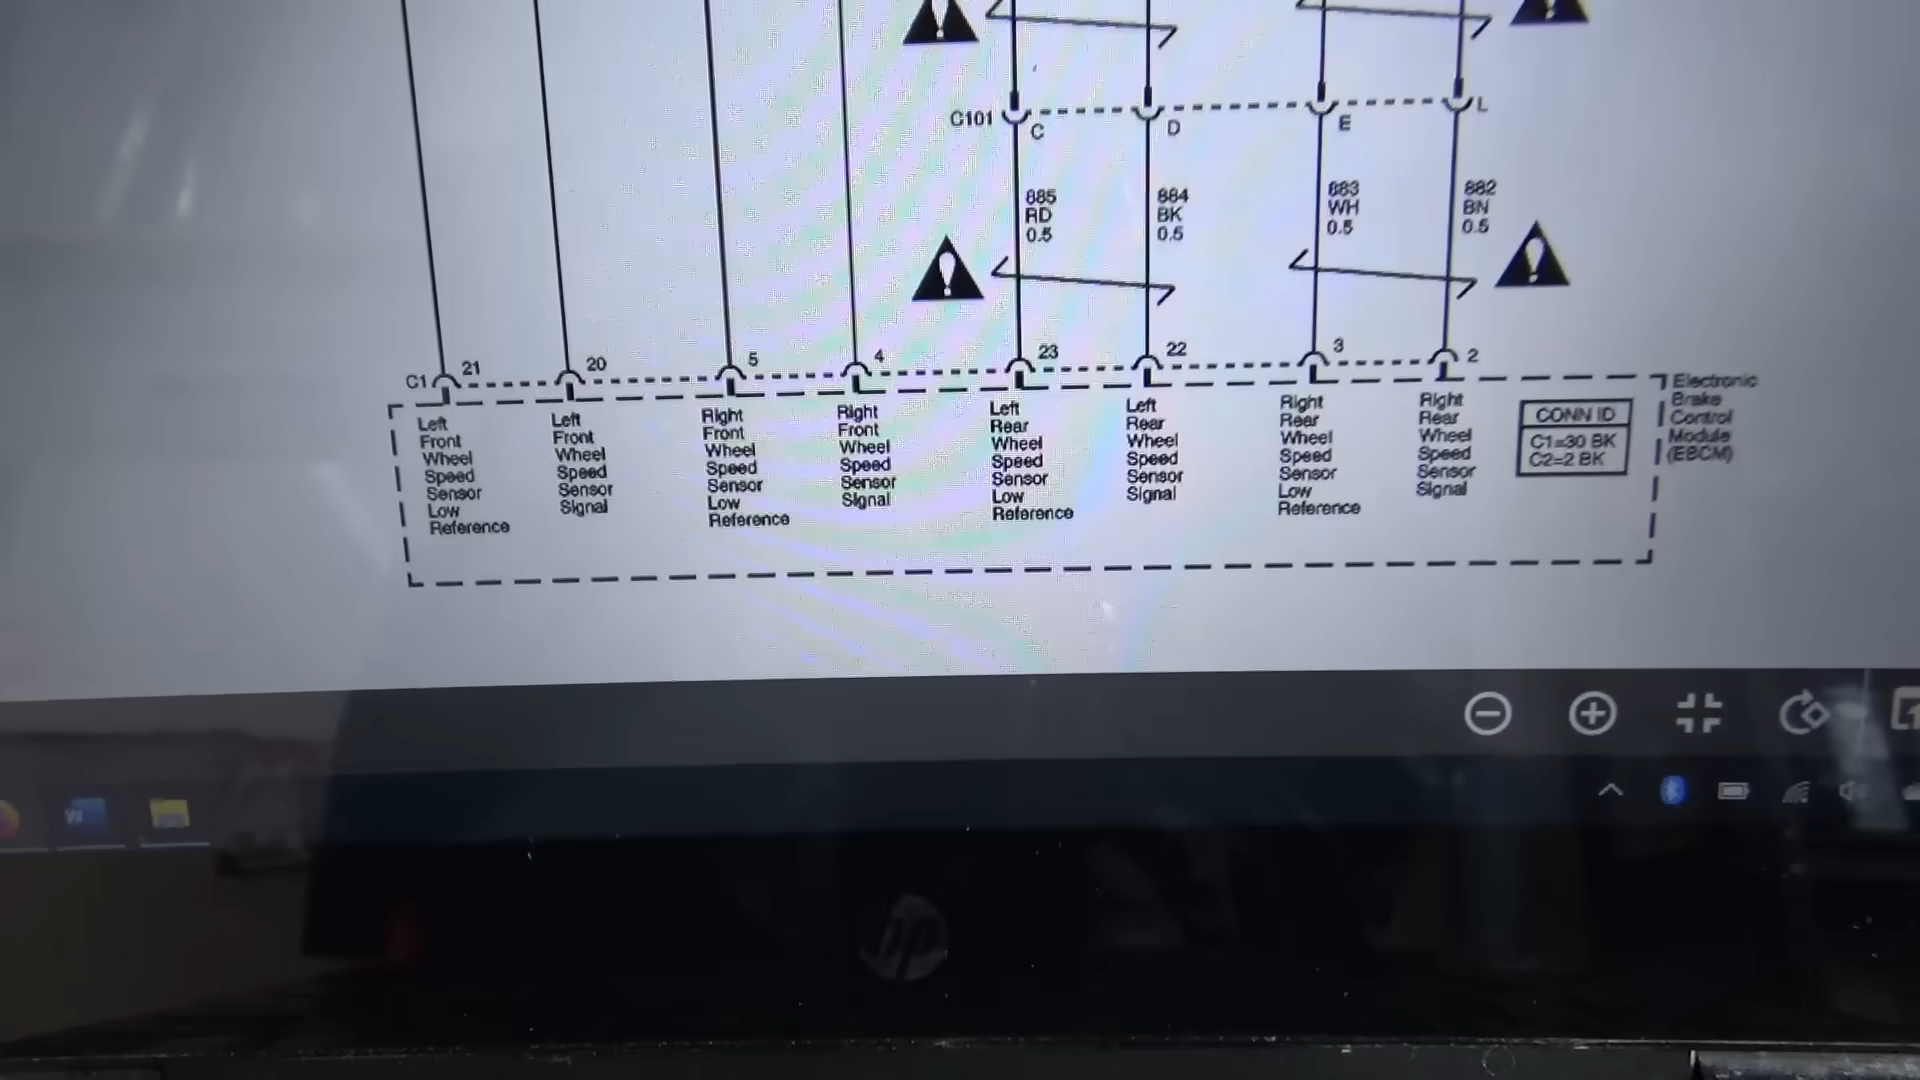 C101
C
D
E
L
885
RD
0.5
884
BK
0.5
883
WH
0.5
882
BN
0.5
C1
21
20
5
4
23
22
3
2
Left
Front
Wheel
Speed
Sensor
Low
Reference
Left
Front
Wheel
Speed
Sensor
Signal
Right
Front
Wheel
Speed
Sensor
Low
Reference
Right
Front
Wheel
Speed
Sensor
Signal
Left
Rear
Wheel
Speed
Sensor
Low
Reference
Left
Rear
Wheel
Speed
Sensor
Signal
Right
Rear
Wheel
Speed
Sensor
Low
Reference
Right
Rear
Wheel
Speed
Sensor
Signal
CONN ID
C1=30 BK
C2=2 BK
Electronic
Brake
Control
Module
(EBCM)
W
hp